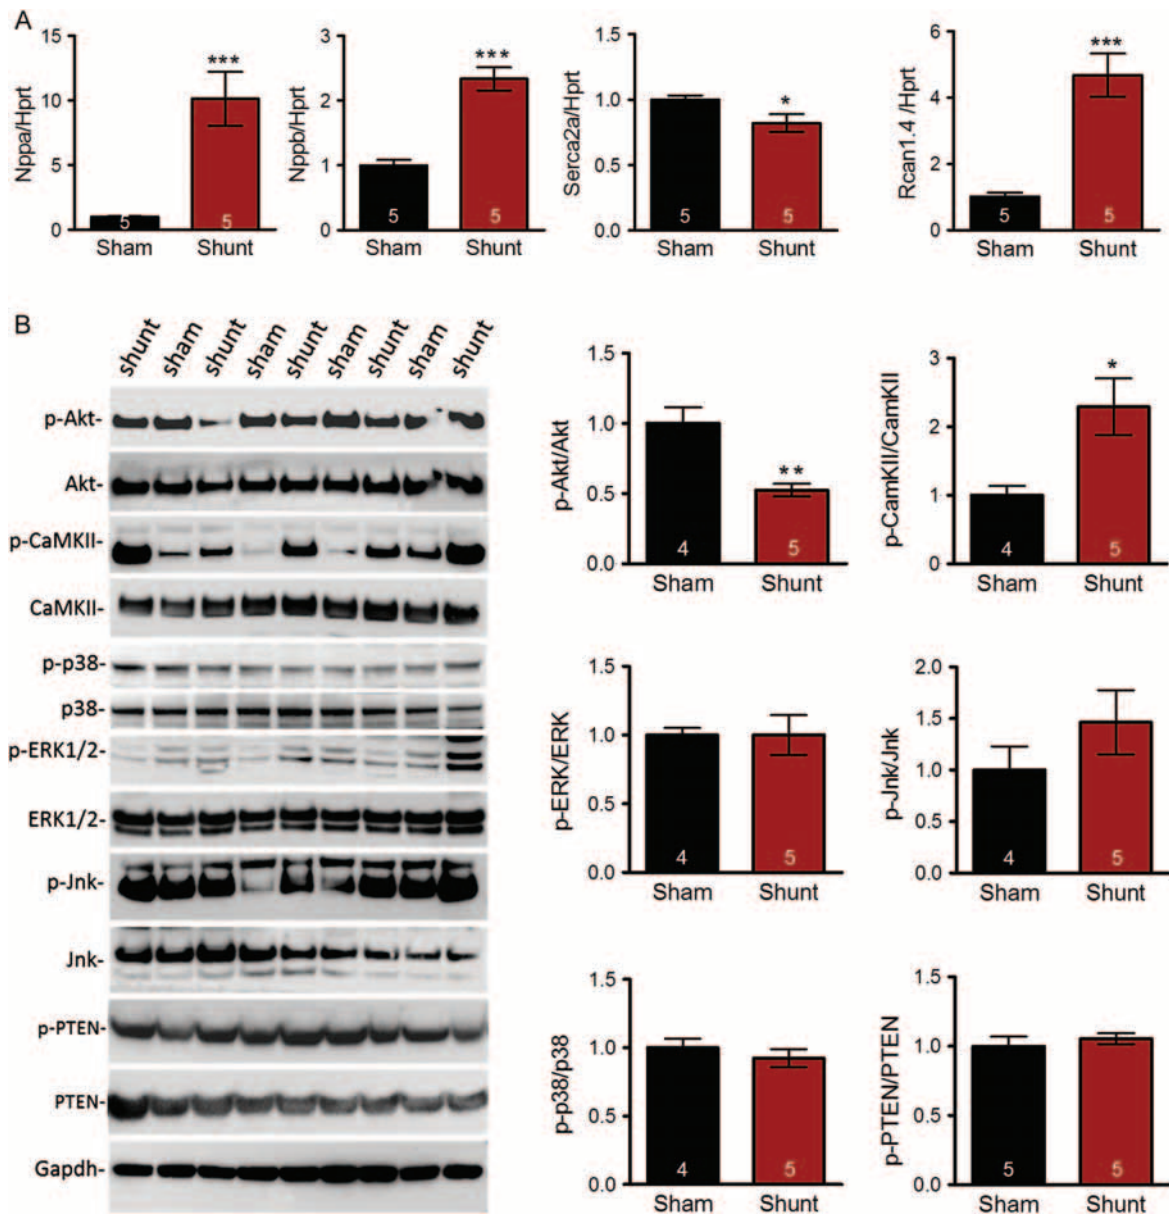 A
Nppa/Hprt
15
10
5
0
***
5
5
Sham
Shunt
Nppb/Hprt
3
2
1
0
***
5
5
Sham
Shunt
Serca2a/Hprt
1.5
1.0
0.5
0.0
*
5
5
Sham
Shunt
Rcan1.4 /Hprt
6
4
2
0
***
5
5
Sham
Shunt
B
shunt
sham
shunt
sham
shunt
sham
shunt
sham
shunt
p-Akt-
Akt-
p-CaMKII-
CaMKII-
p-p38-
p38-
p-ERK1/2-
ERK1/2-
p-Jnk-
Jnk-
p-PTEN-
PTEN-
Gapdh-
p-Akt/Akt
1.5
1.0
0.5
0.0
**
4
5
Sham
Shunt
p-CamKII/CamKII
3
2
1
0
*
4
5
Sham
Shunt
p-ERK/ERK
1.5
1.0
0.5
0.0
4
5
Sham
Shunt
p-Jnk/Jnk
2.0
1.5
1.0
0.5
0.0
4
5
Sham
Shunt
p-p38/p38
1.5
1.0
0.5
0.0
4
5
Sham
Shunt
p-PTEN/PTEN
1.5
1.0
0.5
0.0
5
5
Sham
Shunt